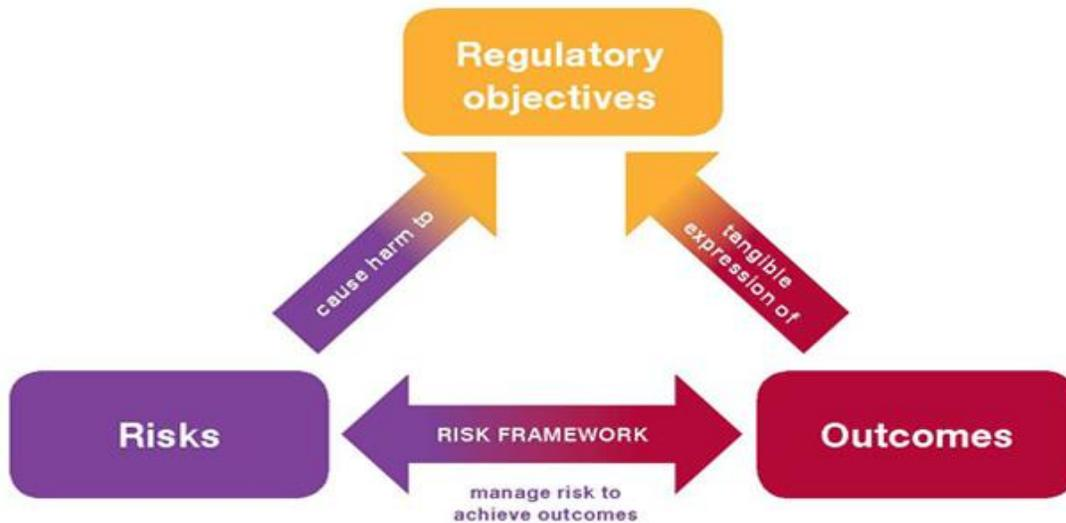 Regulatory
objectives
cause harm to
tangible
expression of
Risks
RISK FRAMEWORK
Outcomes
manage risk to
achieve outcomes